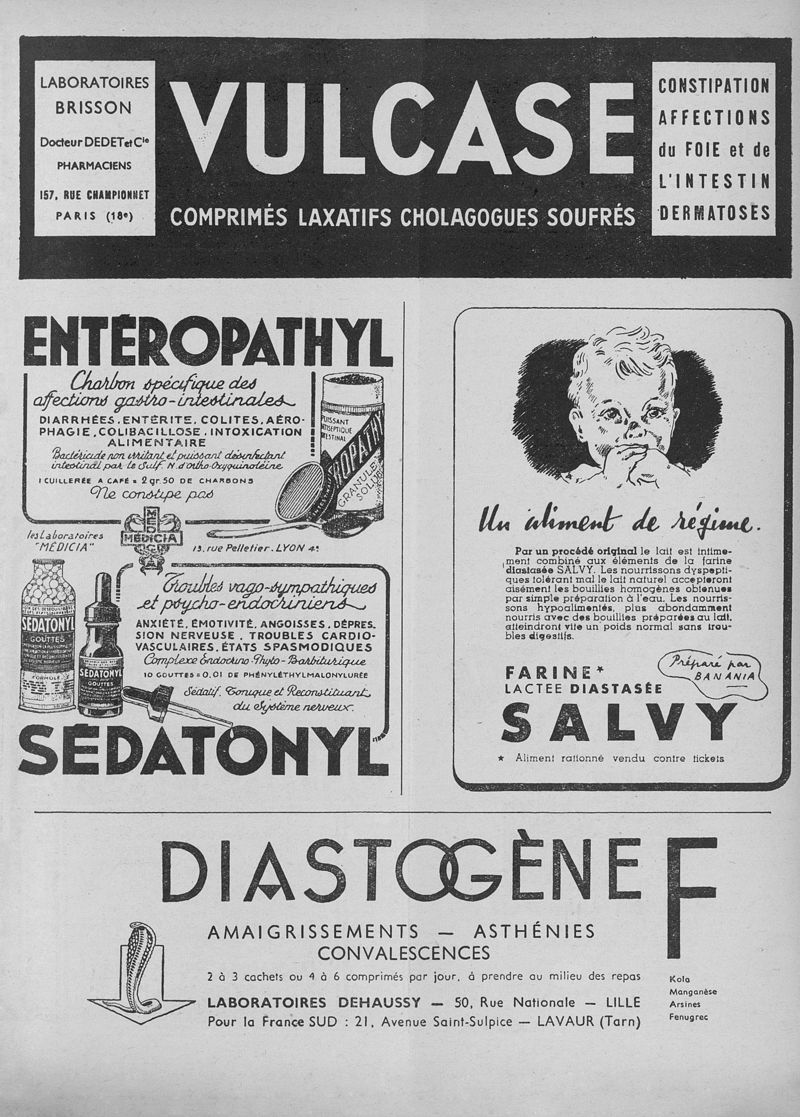 LABORATOIRES
BRISSON
Docteur DEDET et Cie
PHARMACIENS
157, RUE CHAMPIONNET
PARIS (18e)
VULCASE
COMPRIMÉS LAXATIFS CHOLAGOGUES SOUFRÉS
CONSTIPATION
AFFECTIONS
du FOIE et de
L'INTESTIN
DERMATOSES
ENTÉROPATHYL
Charbon spécifique des
affections gastro-intestinales
DIARRHÉES, ENTÉRITE, COLITES, AÉRO-
PHAGIE, COLIBACILLOSE, INTOXICATION
ALIMENTAIRE
Bactéricide non irritant et puissant désinfectant
intestinal par le Sulf. N. d'ortho-Oxyquinoléine
1 CUILLERÉE A CAFÉ = 2 gr. 50 DE CHARBONS
Ne constipe pas
PUISSANT
ANTISEPTIQUE
INTESTINAL
ROPATHY
GRANULÉ
SOLUB
les Laboratoires
"MÉDICIA"
MÉDICIA
13, rue Pelletier. LYON 4e
Troubles vago-sympathiques
et psycho-endocriniens
ANXIÉTÉ, ÉMOTIVITÉ, ANGOISSES, DÉPRES.
SION NERVEUSE, TROUBLES CARDIO-
VASCULAIRES, ÉTATS SPASMODIQUES
Complexe Endocrino-Phyto-Barbiturique
10 GOUTTES = 0,01 DE PHÉNYLÉTHYLMALONYLURÉE
Sédatif, Tonique et Reconstituant
du Système nerveux.
SÉDATONYL
GOUTTES
FORMULE
SÉDATONYL
GOUTTES
SÉDATONYL
Un aliment de régime.
Par un procédé original le lait est intime-
ment combiné aux éléments de la farine
diastasée SALVY. Les nourrissons dyspepti-
ques tolérant mal le lait naturel accepteront
aisément les bouillies homogènes obtenues
par simple préparation à l'eau. Les nourris-
sons hypoalimentés, plus abondamment
nourris avec des bouillies préparées au lait,
atteindront vite un poids normal sans trou-
bles digestifs.
FARINE*
LACTÉE DIASTASÉE
Préparé par
BANANIA
SALVY
* Aliment rationné vendu contre tickets
DIASTOGÈNE F
AMAIGRISSEMENTS — ASTHÉNIES
CONVALESCENCES
2 à 3 cachets ou 4 à 6 comprimés par jour, à prendre au milieu des repas
LABORATOIRES DEHAUSSY — 50, Rue Nationale — LILLE
Pour la France SUD : 21, Avenue Saint-Sulpice — LAVAUR (Tarn)
Kola
Manganèse
Arsines
Fenugrec